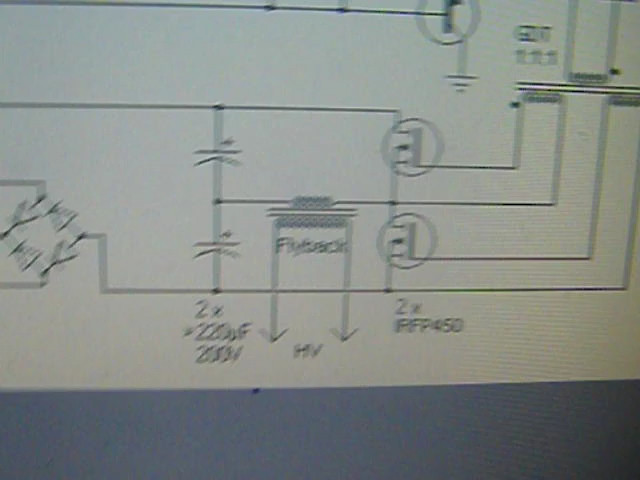 GDT
1:1:1
Flyback
2 x
>220uF
200V
HV
2 x
IRFP450